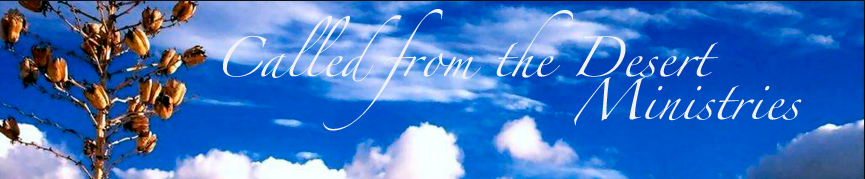 Called from the Desert
Ministries